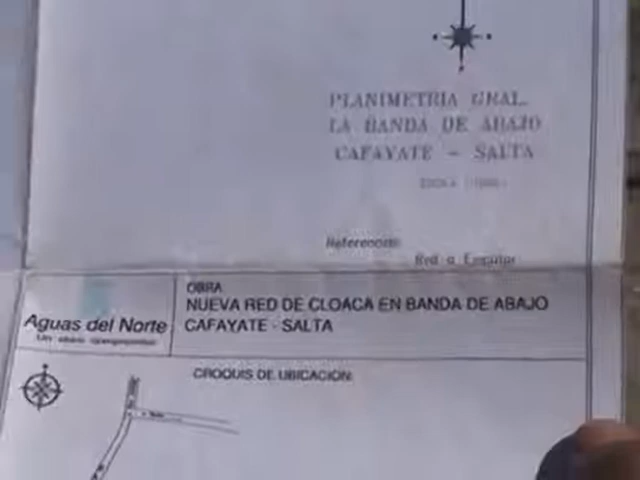 PLANIMETRIA GRAL.
LA BANDA DE ABAJO
CAFAYATE - SALTA
Referencias
Red a Ejecutar
OBRA
NUEVA RED DE CLOACA EN BANDA DE ABAJO
CAFAYATE - SALTA
Aguas del Norte
CROQUIS DE UBICACION: